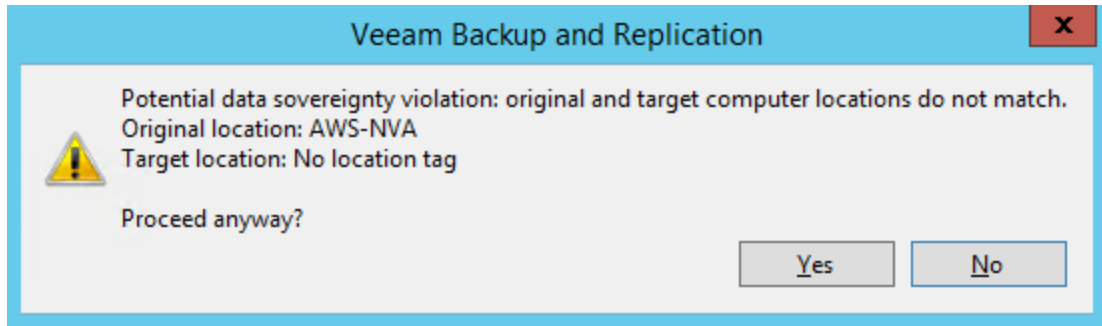 Veeam Backup and Replication
x
Potential data sovereignty violation: original and target computer locations do not match.
Original location: AWS-NVA
Target location: No location tag
Proceed anyway?
Yes
No